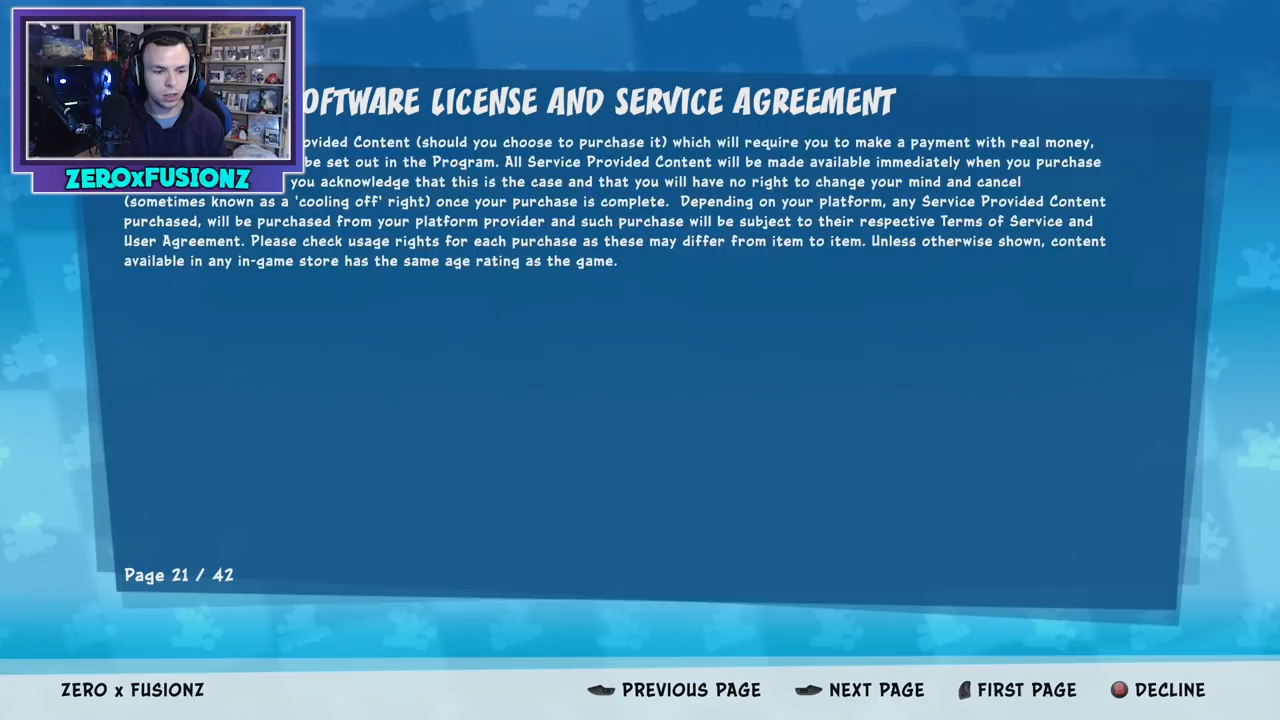 OFTWARE LICENSE AND SERVICE AGREEMENT
ovided Content (should you choose to purchase it) which will require you to make a payment with real money,
be set out in the Program. All Service Provided Content will be made available immediately when you purchase
you acknowledge that this is the case and that you will have no right to change your mind and cancel
(sometimes known as a 'cooling off' right) once your purchase is complete.  Depending on your platform, any Service Provided Content
purchased, will be purchased from your platform provider and such purchase will be subject to their respective Terms of Service and
User Agreement. Please check usage rights for each purchase as these may differ from item to item. Unless otherwise shown, content
available in any in-game store has the same age rating as the game.
ZEROxFUSIONZ
Page 21 / 42
ZERO x FUSIONZ
PREVIOUS PAGE
NEXT PAGE
FIRST PAGE
DECLINE